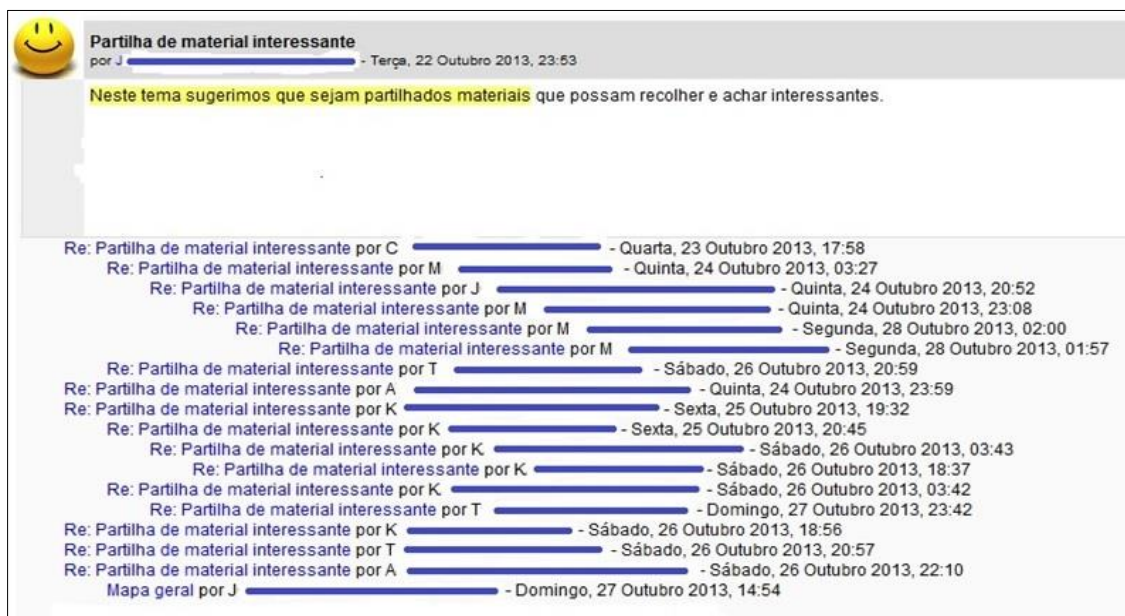 Partilha de material interessante
por J - Terça, 22 Outubro 2013, 23:53
Neste tema sugerimos que sejam partilhados materiais que possam recolher e achar interessantes.
Re: Partilha de material interessante por C - Quarta, 23 Outubro 2013, 17:58
Re: Partilha de material interessante por M - Quinta, 24 Outubro 2013, 03:27
Re: Partilha de material interessante por J - Quinta, 24 Outubro 2013, 20:52
Re: Partilha de material interessante por M - Quinta, 24 Outubro 2013, 23:08
Re: Partilha de material interessante por M - Segunda, 28 Outubro 2013, 02:00
Re: Partilha de material interessante por M - Segunda, 28 Outubro 2013, 01:57
Re: Partilha de material interessante por T - Sábado, 26 Outubro 2013, 20:59
Re: Partilha de material interessante por A - Quinta, 24 Outubro 2013, 23:59
Re: Partilha de material interessante por K - Sexta, 25 Outubro 2013, 19:32
Re: Partilha de material interessante por K - Sexta, 25 Outubro 2013, 20:45
Re: Partilha de material interessante por K - Sábado, 26 Outubro 2013, 03:43
Re: Partilha de material interessante por K - Sábado, 26 Outubro 2013, 18:37
Re: Partilha de material interessante por K - Sábado, 26 Outubro 2013, 03:42
Re: Partilha de material interessante por T - Domingo, 27 Outubro 2013, 23:42
Re: Partilha de material interessante por K - Sábado, 26 Outubro 2013, 18:56
Re: Partilha de material interessante por T - Sábado, 26 Outubro 2013, 20:57
Re: Partilha de material interessante por A - Sábado, 26 Outubro 2013, 22:10
Mapa geral por J - Domingo, 27 Outubro 2013, 14:54